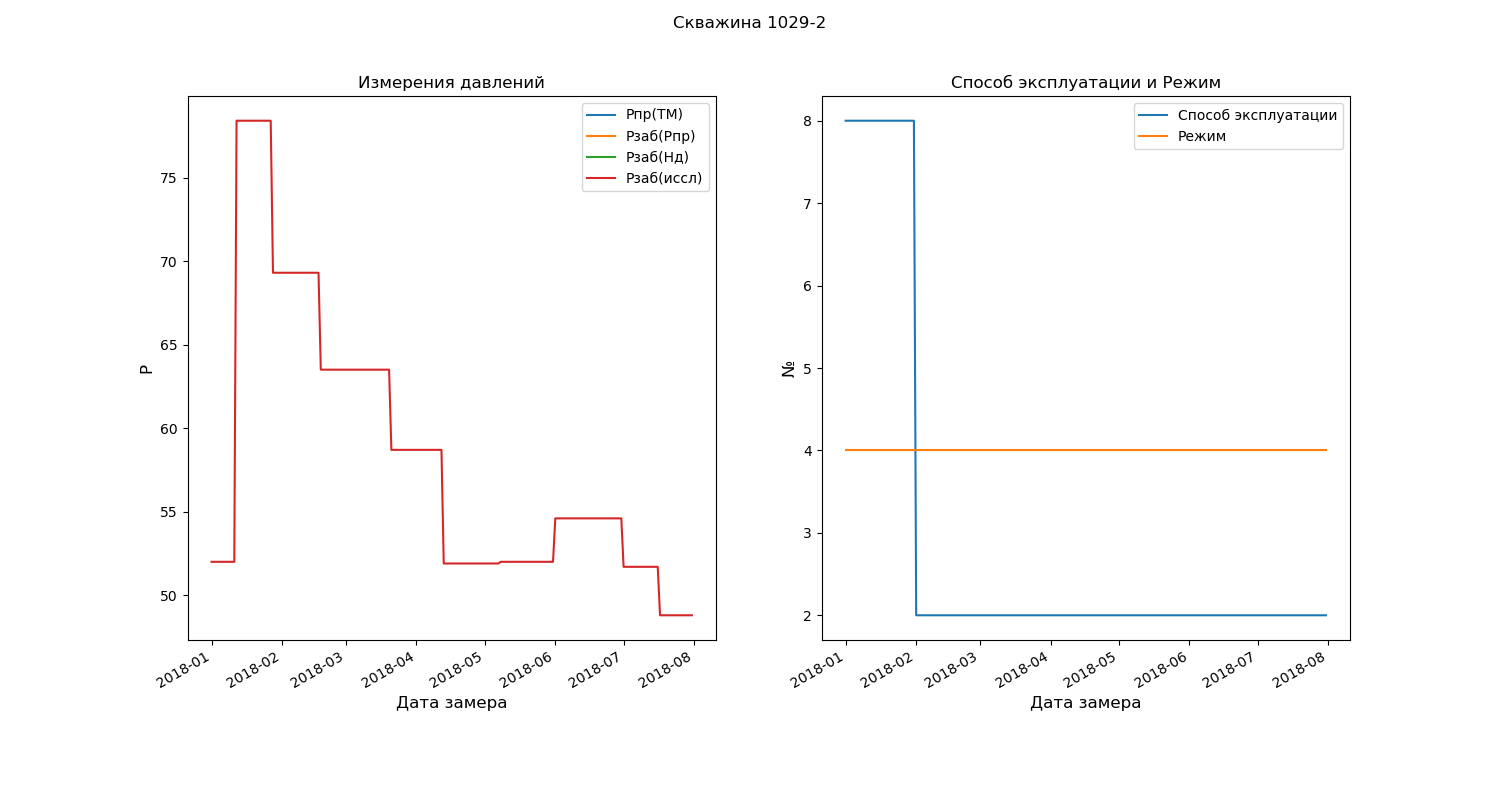 Скважина 1029-2
Измерения давлений
Рпр(ТМ)
Рзаб(Рпр)
Рзаб(Нд)
Рзаб(иссл)
75
70
65
60
55
50
Р
2018-01
2018-02
2018-03
2018-04
2018-05
2018-06
2018-07
2018-08
Дата замера
Способ эксплуатации и Режим
Способ эксплуатации
Режим
8
7
6
5
4
3
2
№
2018-01
2018-02
2018-03
2018-04
2018-05
2018-06
2018-07
2018-08
Дата замера